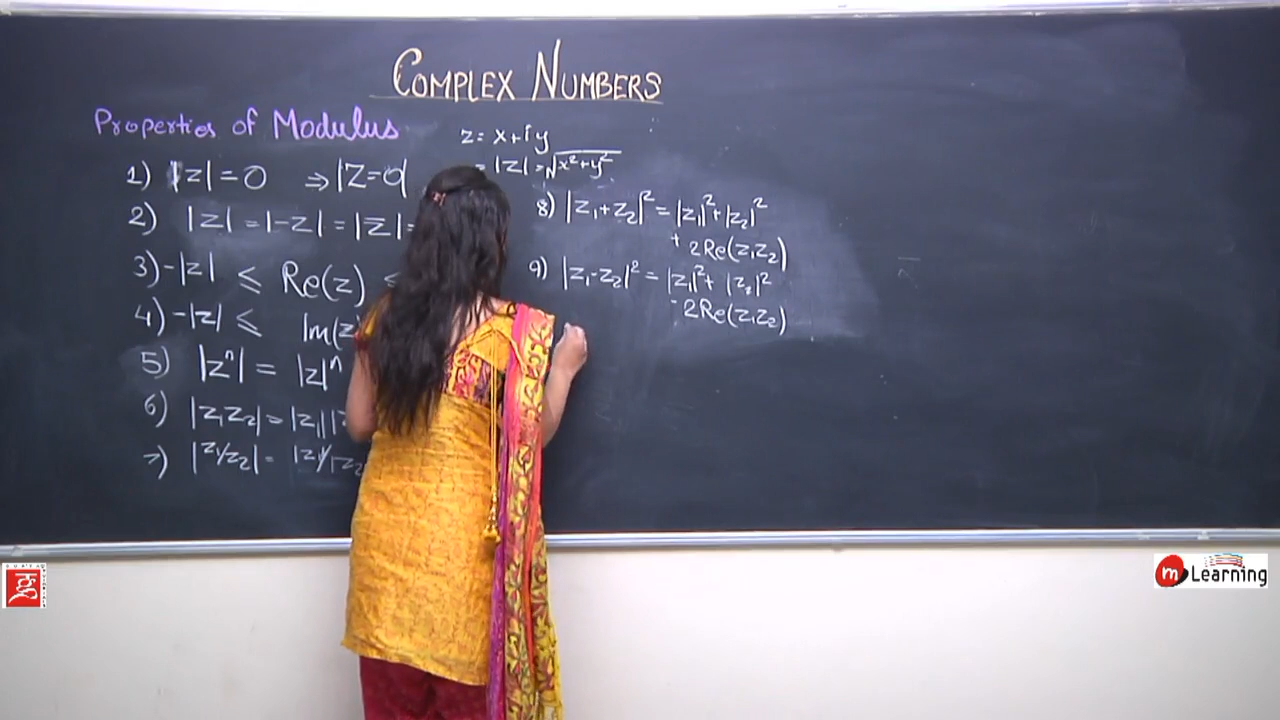 COMPLEX NUMBERS
Properties of Modulus
z = x+iy
= |z| = √x²+y²
1) |z| = 0 ⇒ |z=0|
2) |z| = |-z| = |z| =
3) -|z| ≤ Re(z) ≤
4) -|z| ≤ Im(z
5) |zⁿ| = |z|ⁿ
6) |z₁z₂| = |z₁||z
7) |z₁/z₂| = |z₁|/|z₂
8) |z₁+z₂|² = |z₁|²+|z₂|²
+ 2Re(z₁z₂)
9) |z₁-z₂|² = |z₁|²+ |z₂|²
- 2Re(z₁z₂)
m Learning